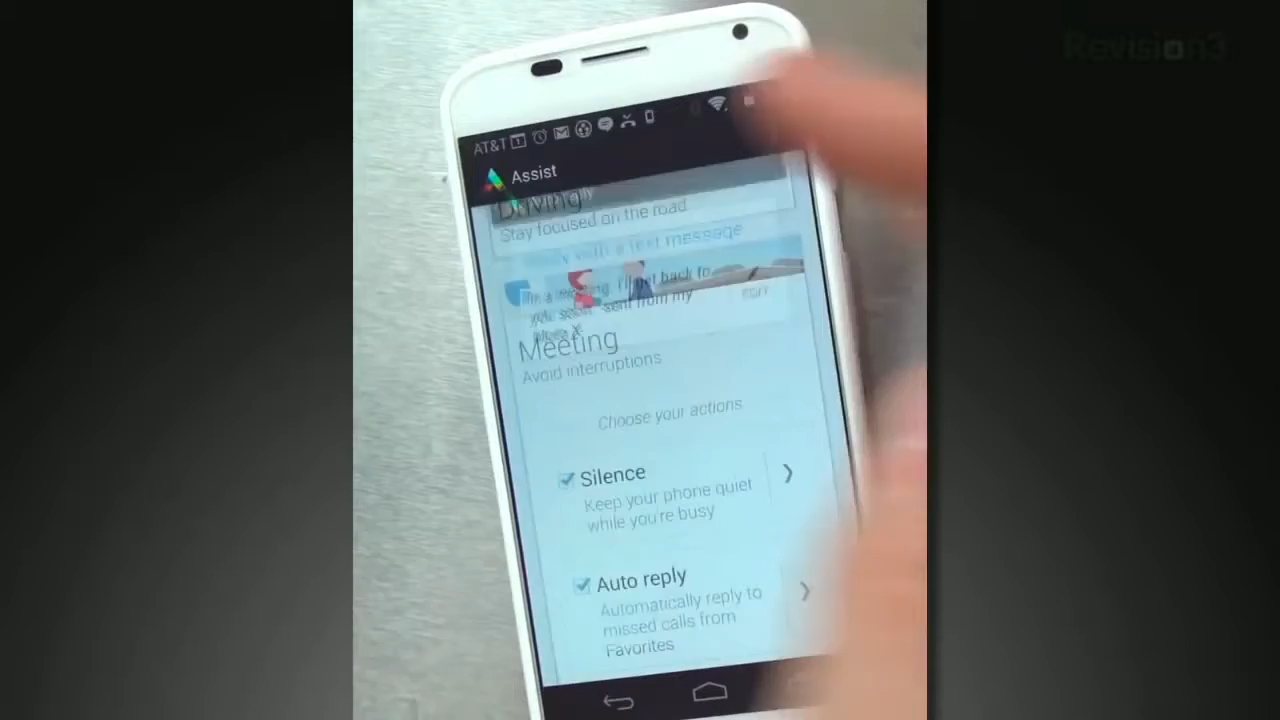 Revision3
AT&T
Assist
Driving
Stay focused on the road
with a text message
I'm a meeting. I'll get back to
you soon. -sent from my
EDIT
Meeting
Avoid interruptions
Choose your actions
Silence
Keep your phone quiet
while you're busy
Auto reply
Automatically reply to
missed calls from
Favorites